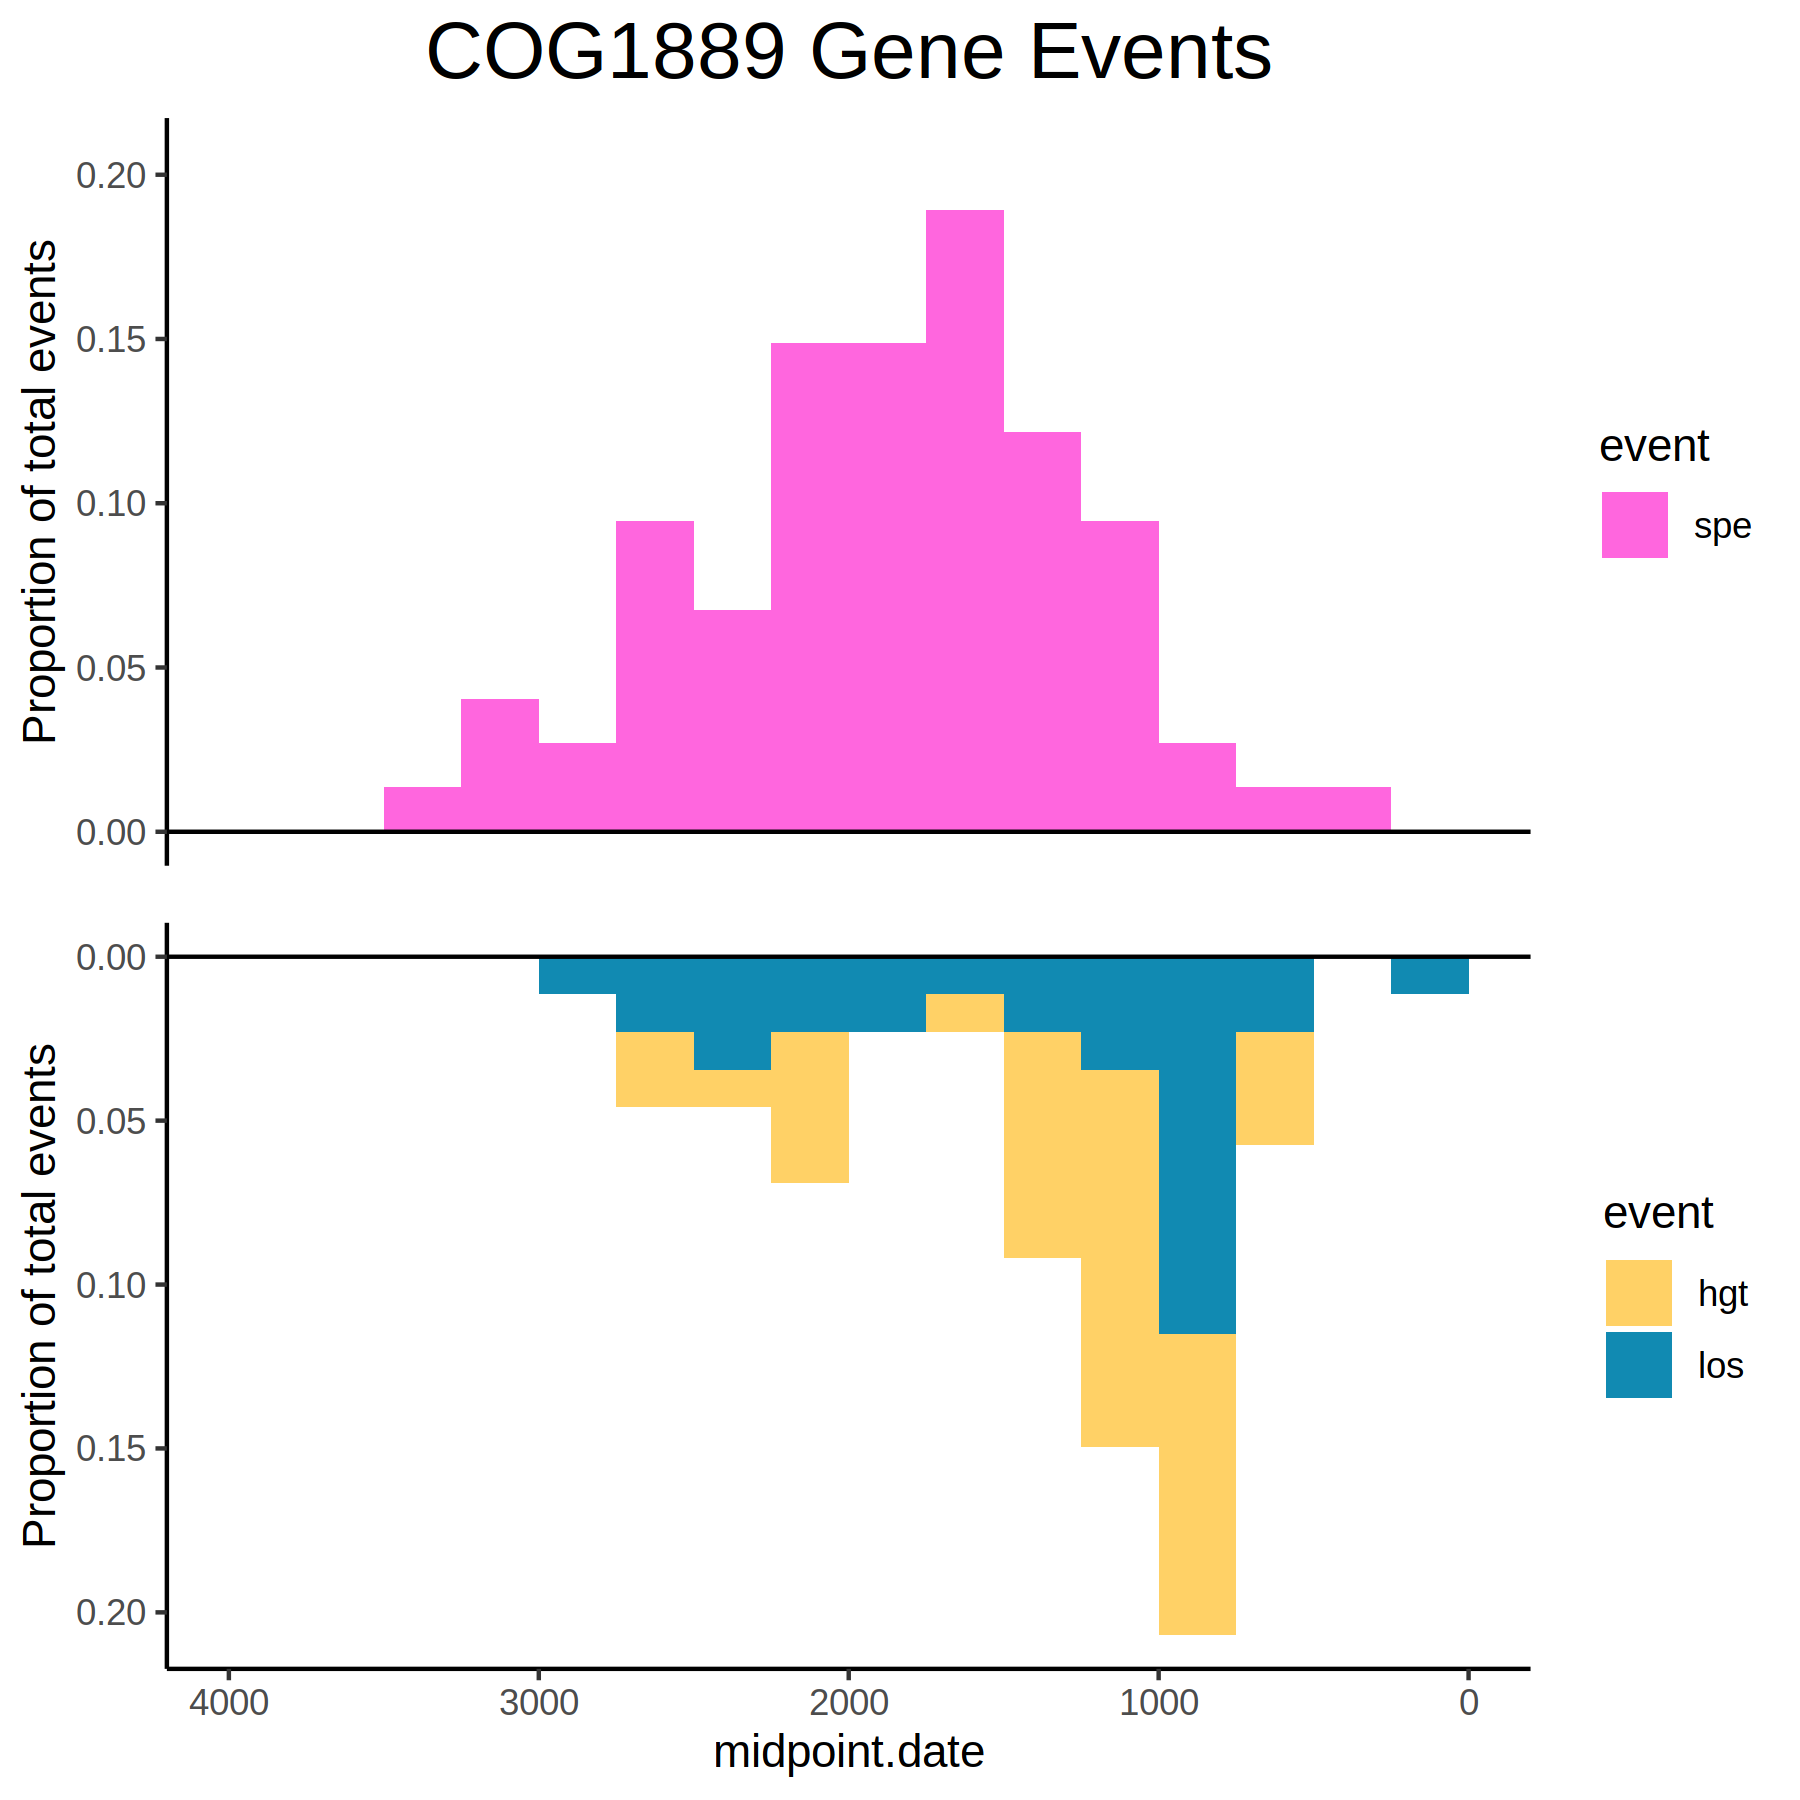 COG1889 Gene Events
Proportion of total events
0.20
0.15
0.10
0.05
0.00
event
spe
Proportion of total events
0.00
0.05
0.10
0.15
0.20
event
hgt
los
4000 3000 2000 1000 0
midpoint.date